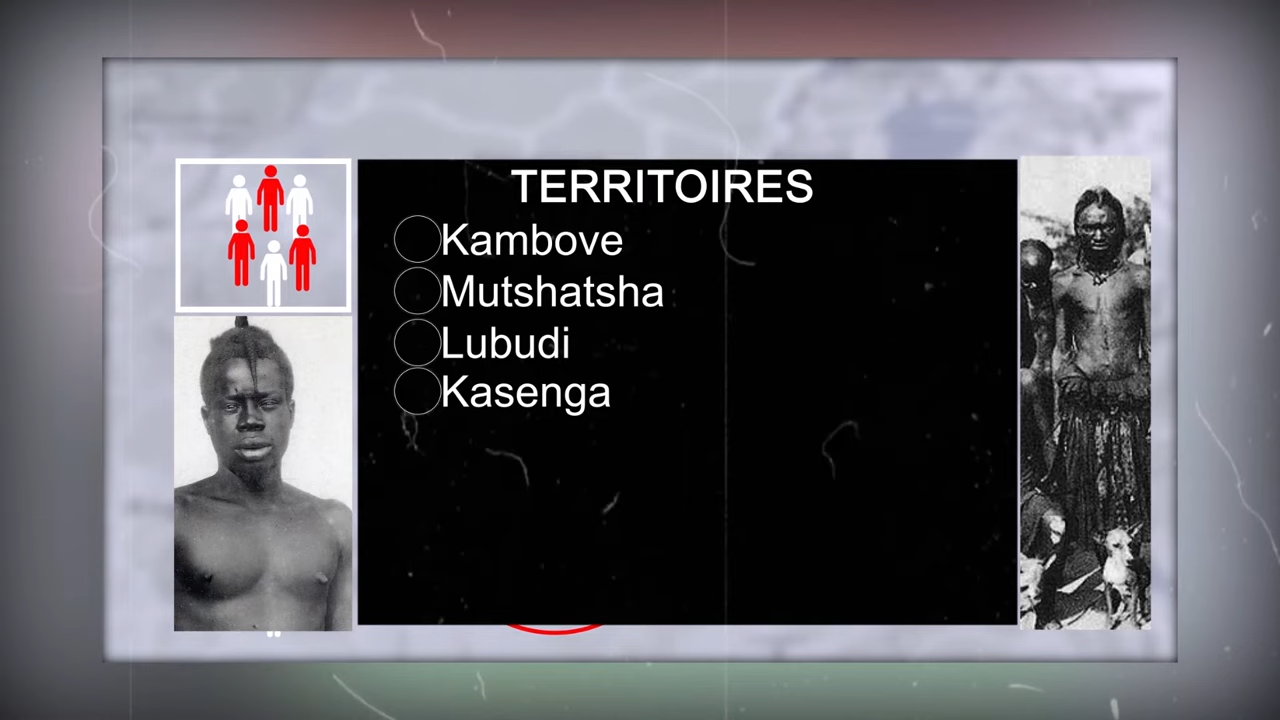 TERRITOIRES
Kambove
Mutshatsha
Lubudi
Kasenga